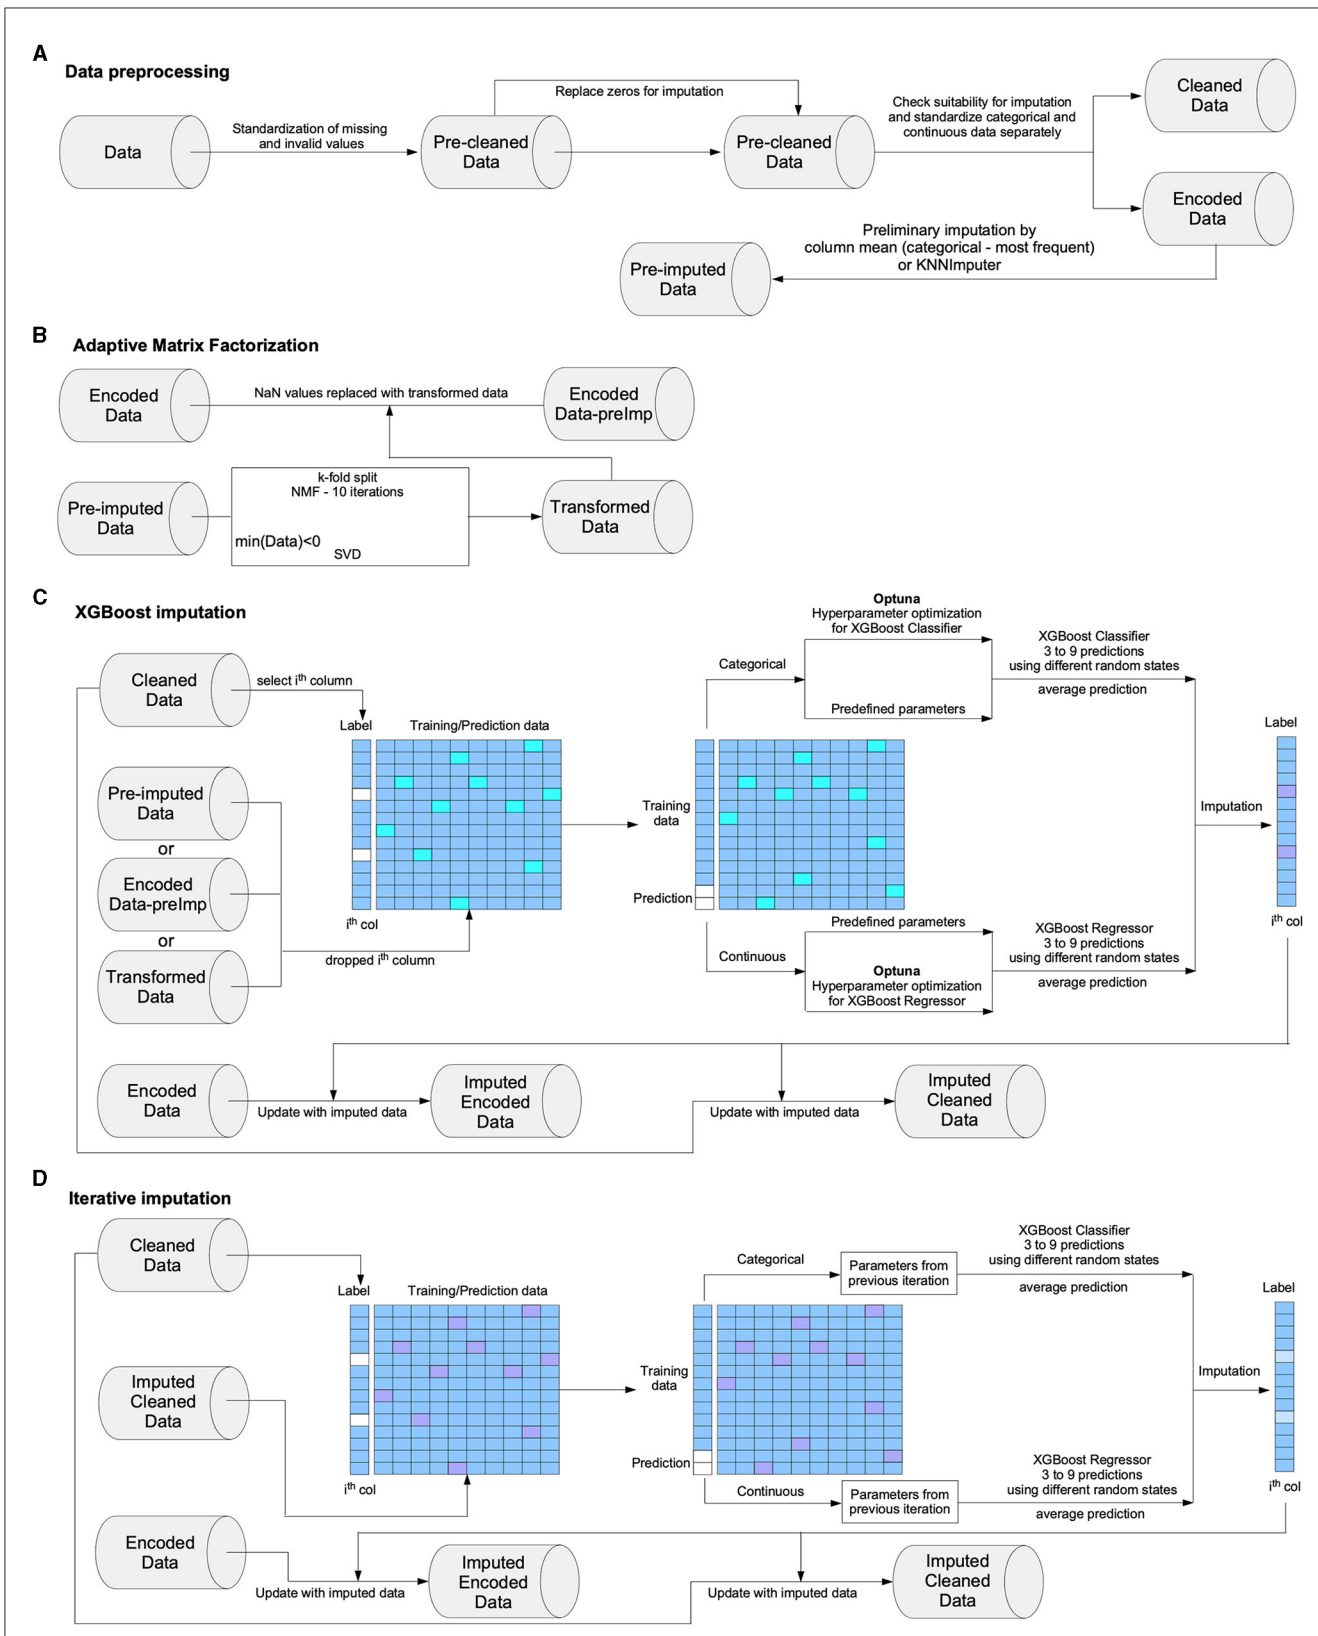 A
Data preprocessing
Data
Standardization of missing
and invalid values
Pre-cleaned
Data
Replace zeros for imputation
Pre-cleaned
Data
Check suitability for imputation
and standardize categorical and
continuous data separately
Cleaned
Data
Encoded
Data
Preliminary imputation by
column mean (categorical - most frequent)
or KNNImputer
Pre-imputed
Data
B
Adaptive Matrix Factorization
Encoded
Data
NaN values replaced with transformed data
Encoded
Data-preImp
Pre-imputed
Data
k-fold split
NMF - 10 iterations
min(Data)<0
SVD
Transformed
Data
C
XGBoost imputation
Cleaned
Data
select ith column
Pre-imputed
Data
or
Encoded
Data-preImp
or
Transformed
Data
Label
Training/Prediction data
ith col
dropped ith column
Training
data
Prediction
Categorical
Optuna
Hyperparameter optimization
for XGBoost Classifier
Predefined parameters
XGBoost Classifier
3 to 9 predictions
using different random states
average prediction
Continuous
Predefined parameters
Optuna
Hyperparameter optimization
for XGBoost Regressor
XGBoost Regressor
3 to 9 predictions
using different random states
average prediction
Imputation
Label
ith col
Encoded
Data
Update with imputed data
Imputed
Encoded
Data
Update with imputed data
Imputed
Cleaned
Data
D
Iterative imputation
Cleaned
Data
Imputed
Cleaned
Data
Label
Training/Prediction data
ith col
Training
data
Prediction
Categorical
Parameters from
previous iteration
XGBoost Classifier
3 to 9 predictions
using different random states
average prediction
Continuous
Parameters from
previous iteration
XGBoost Regressor
3 to 9 predictions
using different random states
average prediction
Imputation
Label
ith col
Encoded
Data
Update with imputed data
Imputed
Encoded
Data
Update with imputed data
Imputed
Cleaned
Data